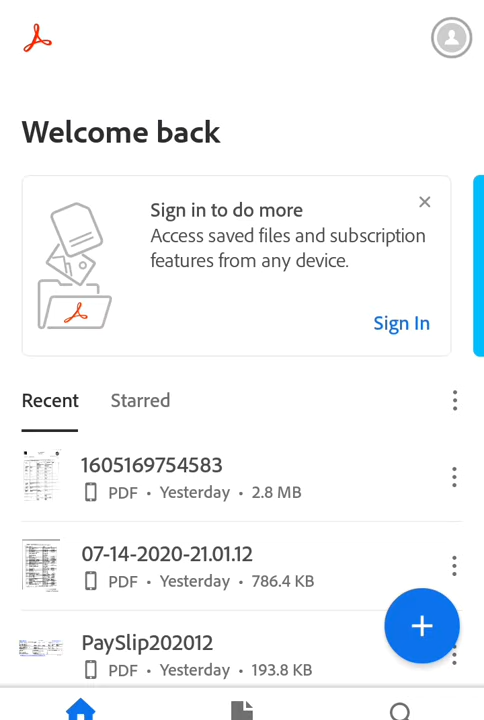 Welcome back
Sign in to do more
Access saved files and subscription
features from any device.
Sign In
Recent
Starred
1605169754583
PDF • Yesterday • 2.8 MB
07-14-2020-21.01.12
PDF • Yesterday • 786.4 KB
PaySlip202012
PDF • Yesterday • 193.8 KB